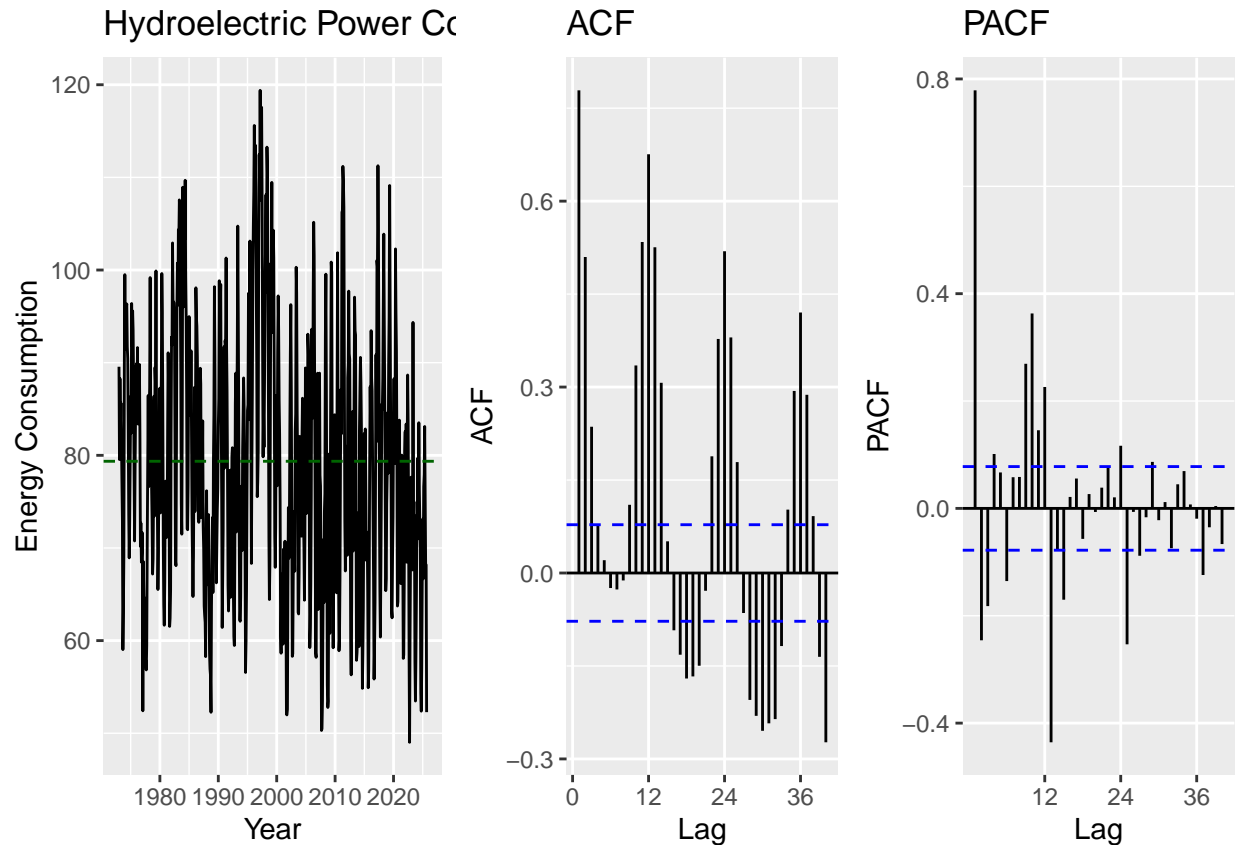 Hydroelectric Power Co
120
100
80
60
Energy Consumption
1980 1990 2000 2010 2020
Year
ACF
0.6
0.3
0.0
−0.3
ACF
0 12 24 36
Lag
PACF
0.8
0.4
0.0
−0.4
PACF
12 24 36
Lag